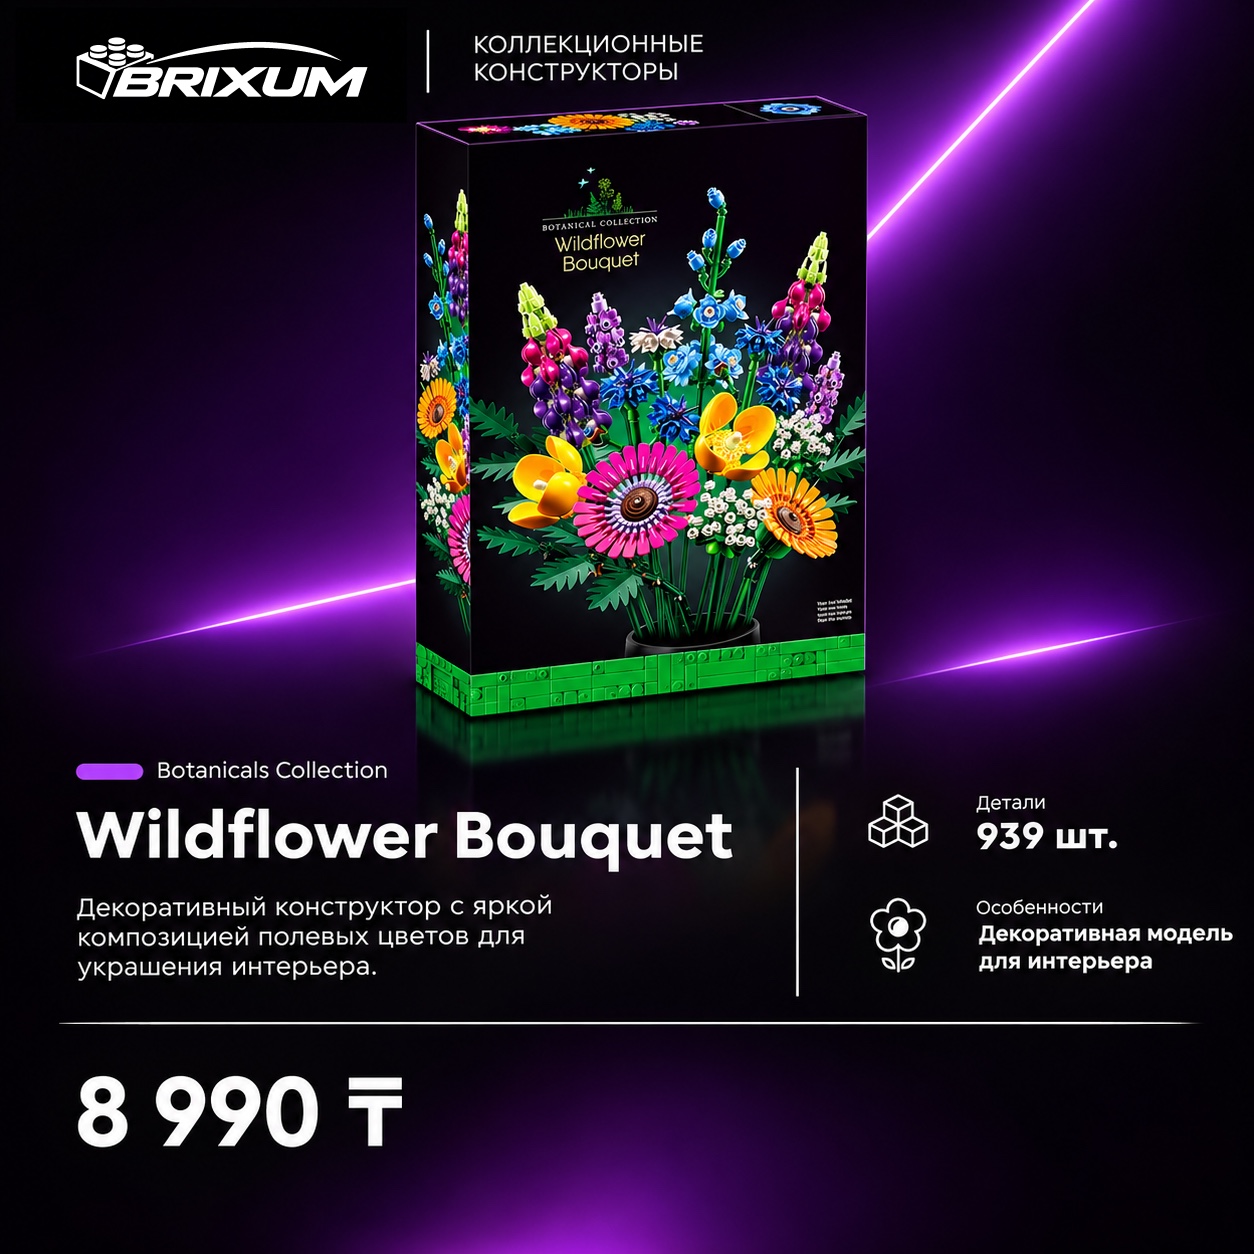 BRIXUM
КОЛЛЕКЦИОННЫЕ
КОНСТРУКТОРЫ
BOTANICAL COLLECTION
Wildflower
Bouquet
Botanicals Collection
Wildflower Bouquet
Декоративный конструктор с яркой
композицией полевых цветов для
украшения интерьера.
Детали
939 шт.
Особенности
Декоративная модель
для интерьера
8 990 ₸